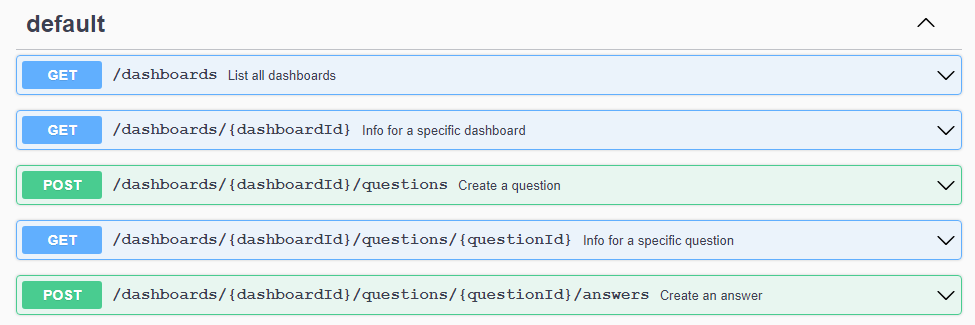 default
GET /dashboards List all dashboards
GET /dashboards/{dashboardId} Info for a specific dashboard
POST /dashboards/{dashboardId}/questions Create a question
GET /dashboards/{dashboardId}/questions/{questionId} Info for a specific question
POST /dashboards/{dashboardId}/questions/{questionId}/answers Create an answer